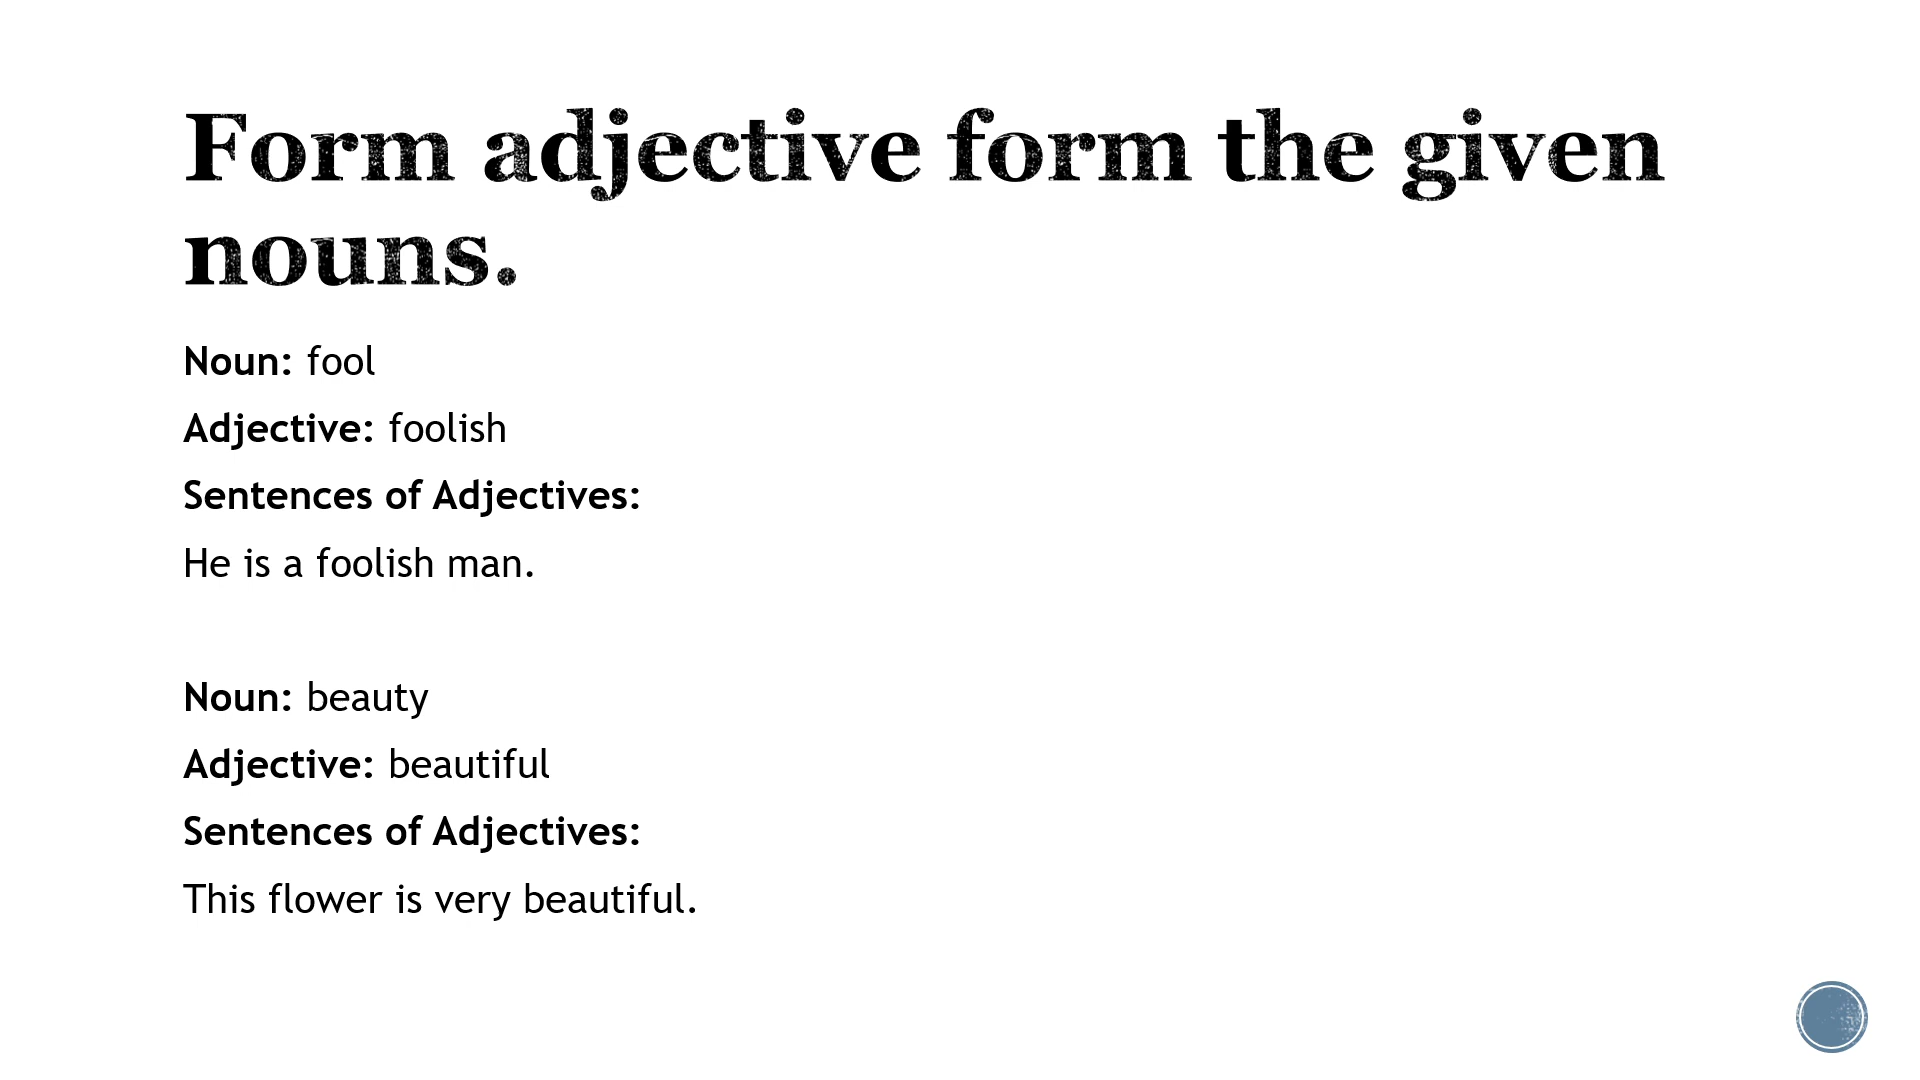 Form adjective form the given
nouns.
Noun: fool
Adjective: foolish
Sentences of Adjectives:
He is a foolish man.
Noun: beauty
Adjective: beautiful
Sentences of Adjectives:
This flower is very beautiful.